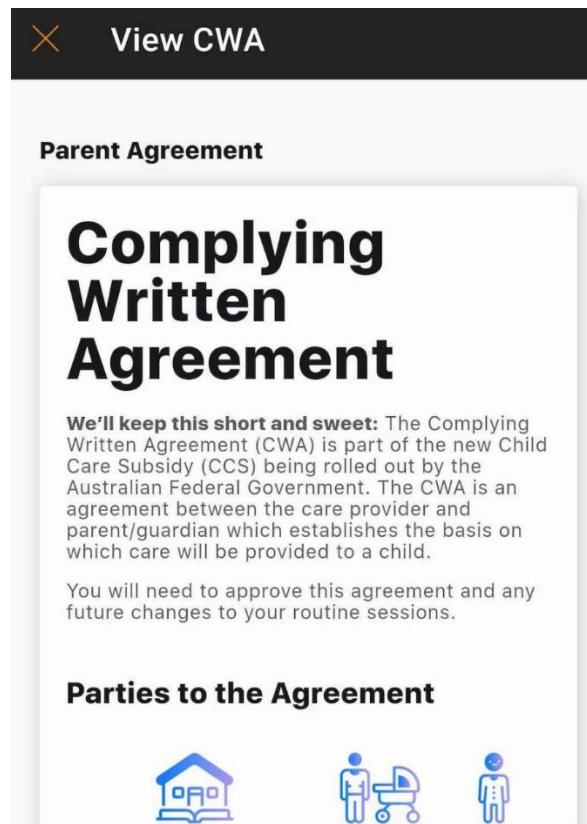 View CWA
Parent Agreement
Complying
Written
Agreement
We'll keep this short and sweet: The Complying
Written Agreement (CWA) is part of the new Child
Care Subsidy (CCS) being rolled out by the
Australian Federal Government. The CWA is an
agreement between the care provider and
parent/guardian which establishes the basis on
which care will be provided to a child.
You will need to approve this agreement and any
future changes to your routine sessions.
Parties to the Agreement